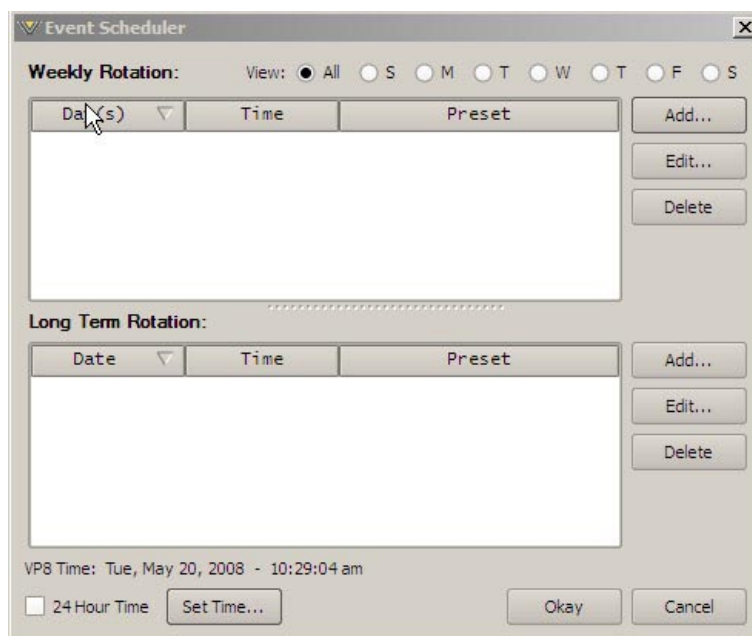 Event Scheduler
Weekly Rotation: View: All S M T W T F S
Day(s) Time Preset
Add...
Edit...
Delete
Long Term Rotation:
Date Time Preset
Add...
Edit...
Delete
VP8 Time: Tue, May 20, 2008 - 10:29:04 am
24 Hour Time Set Time... Okay Cancel